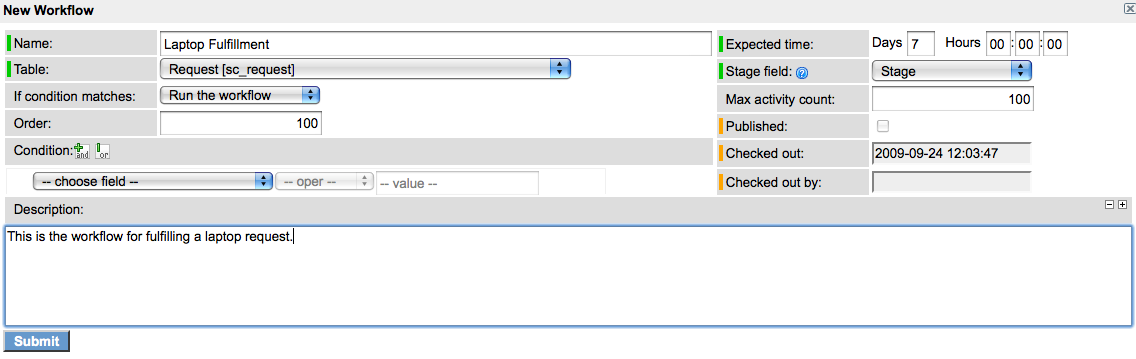 New Workflow
Name: Laptop Fulfillment
Expected time: Days 7 Hours 00 : 00 : 00
Table: Request [sc_request]
Stage field: Stage
If condition matches: Run the workflow
Max activity count: 100
Order: 100
Published:
Condition: and or
Checked out: 2009-09-24 12:03:47
-- choose field -- -- oper -- -- value --
Checked out by:
Description:
This is the workflow for fulfilling a laptop request.
Submit